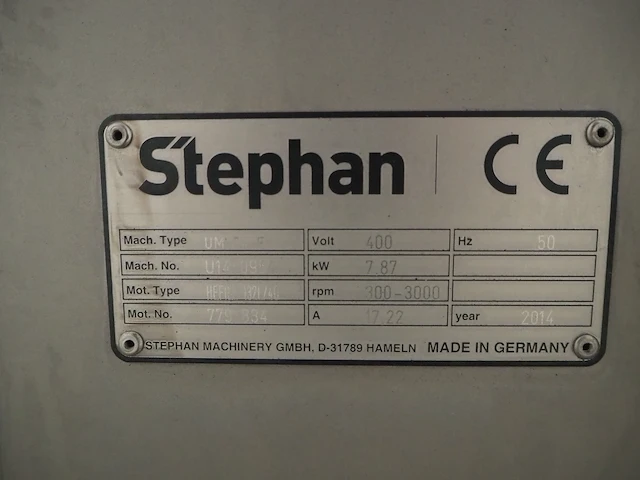 Stephan CE
Mach. Type Volt 400 Hz 50
Mach. No. kW 7.87
Mot. Type rpm 300-3000
Mot. No. A 17.22 year 2014
STEPHAN MACHINERY GMBH, D-31789 HAMELN MADE IN GERMANY